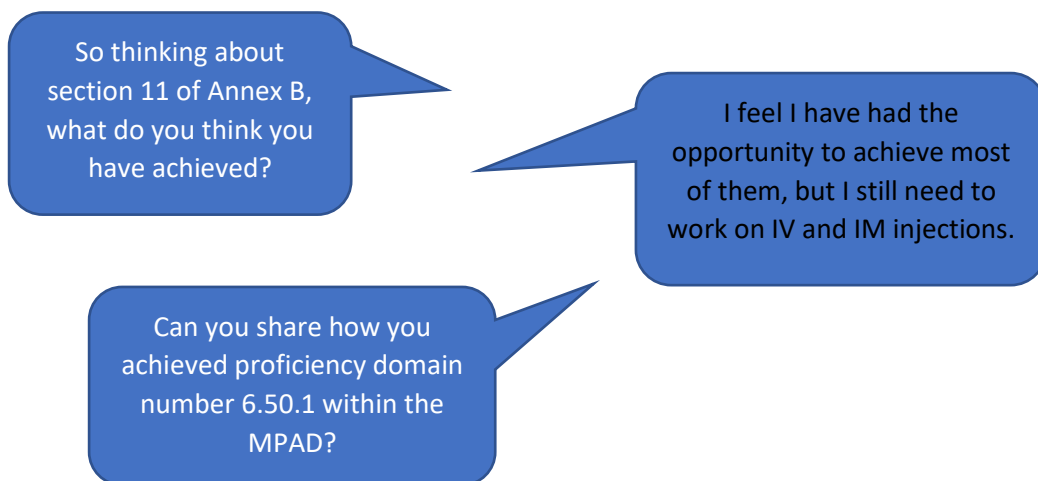 So thinking about
section 11 of Annex B,
what do you think you
have achieved?
I feel I have had the
opportunity to achieve most
of them, but I still need to
work on IV and IM injections.
Can you share how you
achieved proficiency domain
number 6.50.1 within the
MPAD?